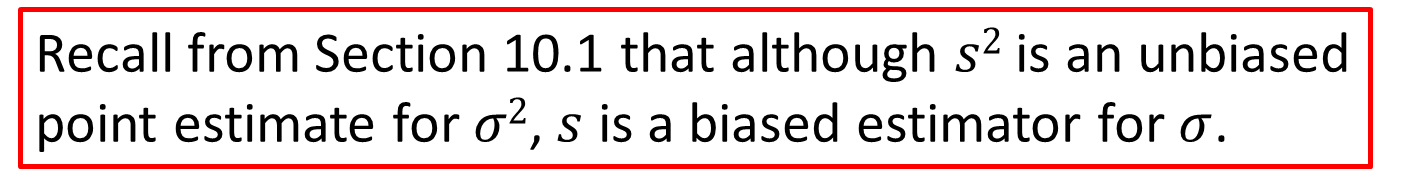 Recall from Section 10.1 that although 𝑠² is an unbiased
point estimate for 𝜎², 𝑠 is a biased estimator for 𝜎.